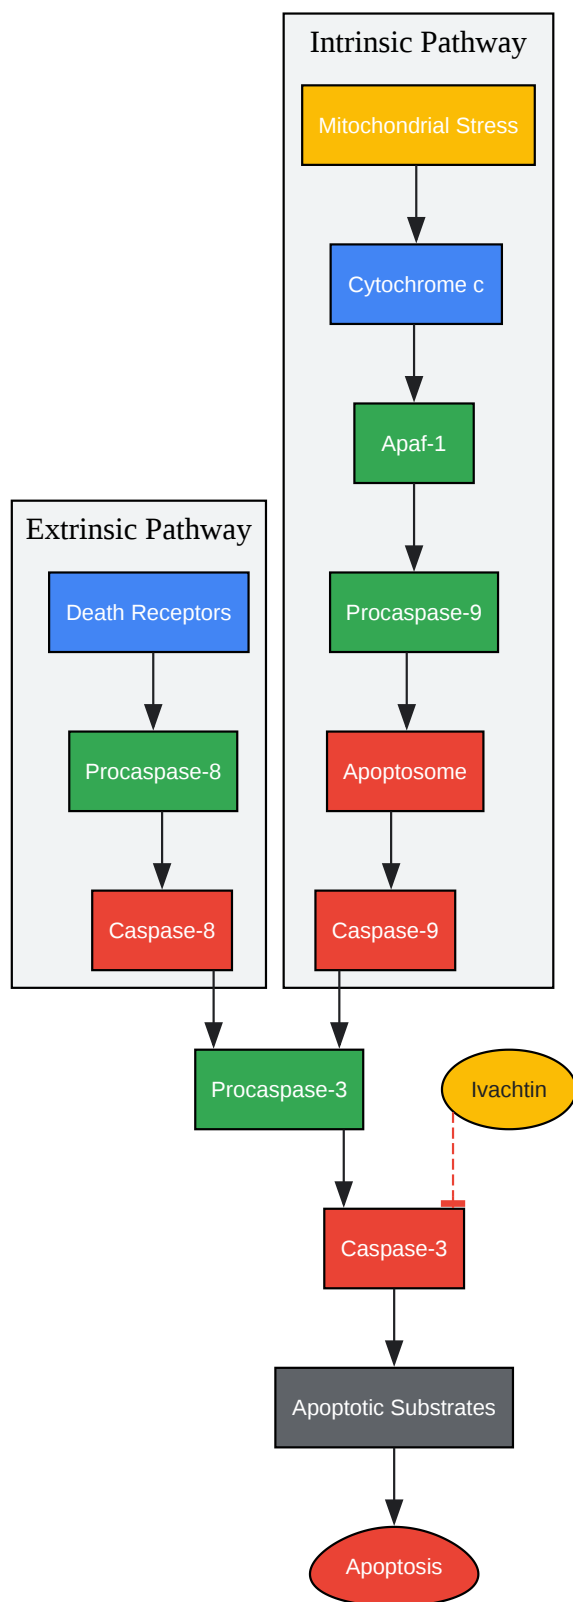 Intrinsic Pathway
Mitochondrial Stress
Cytochrome c
Apaf-1
Extrinsic Pathway
Death Receptors
Procaspase-9
Procaspase-8
Apoptosome
Caspase-8
Caspase-9
Procaspase-3
Ivachtin
Caspase-3
Apoptotic Substrates
Apoptosis